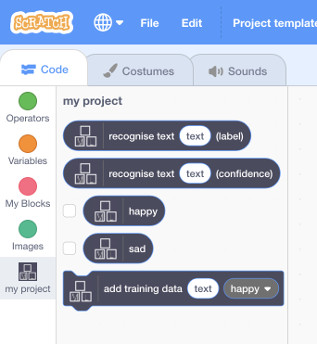 SCRATCH File Edit Project template
Code Costumes Sounds
my project
Operators
recognise text text (label)
Variables
recognise text text (confidence)
My Blocks
happy
Images
sad
my project
add training data text happy